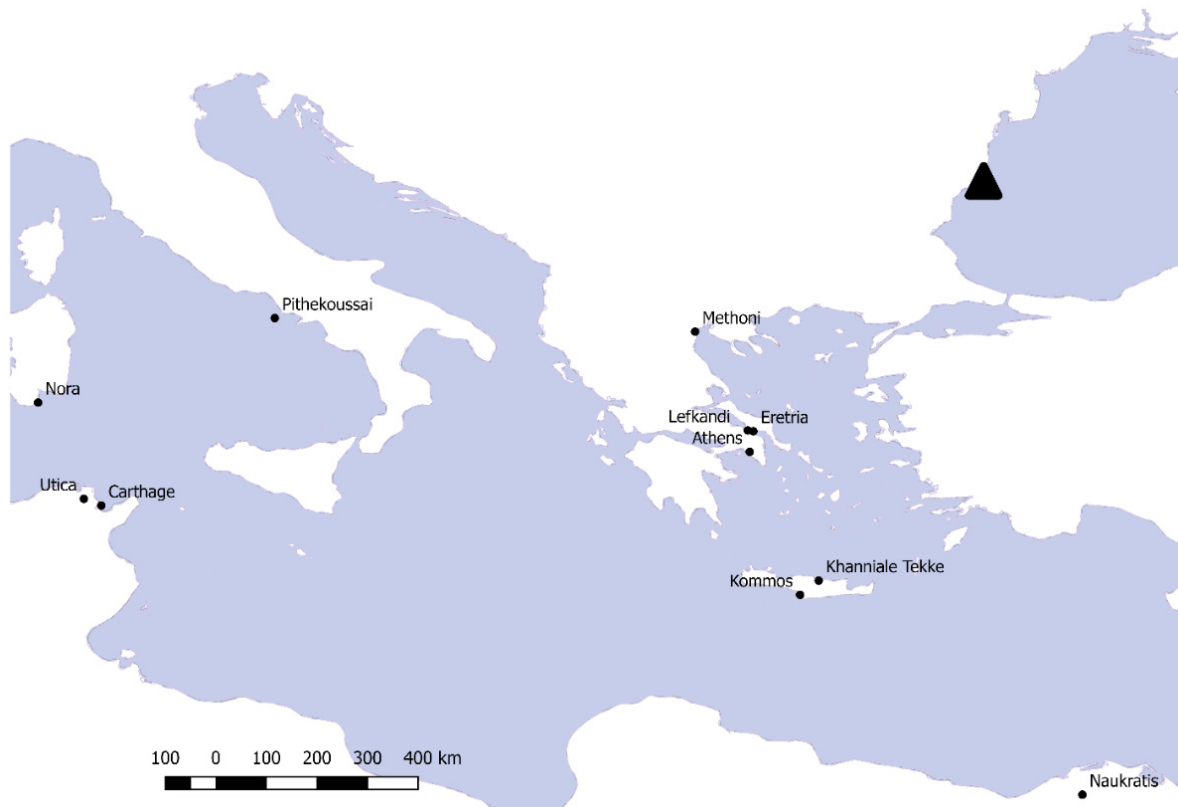 Pithekoussai
Methoni
Nora
Lefkandi
Eretria
Athens
Utica
Carthage
Khanniale Tekke
Kommos
100 0 100 200 300 400 km
Naukratis